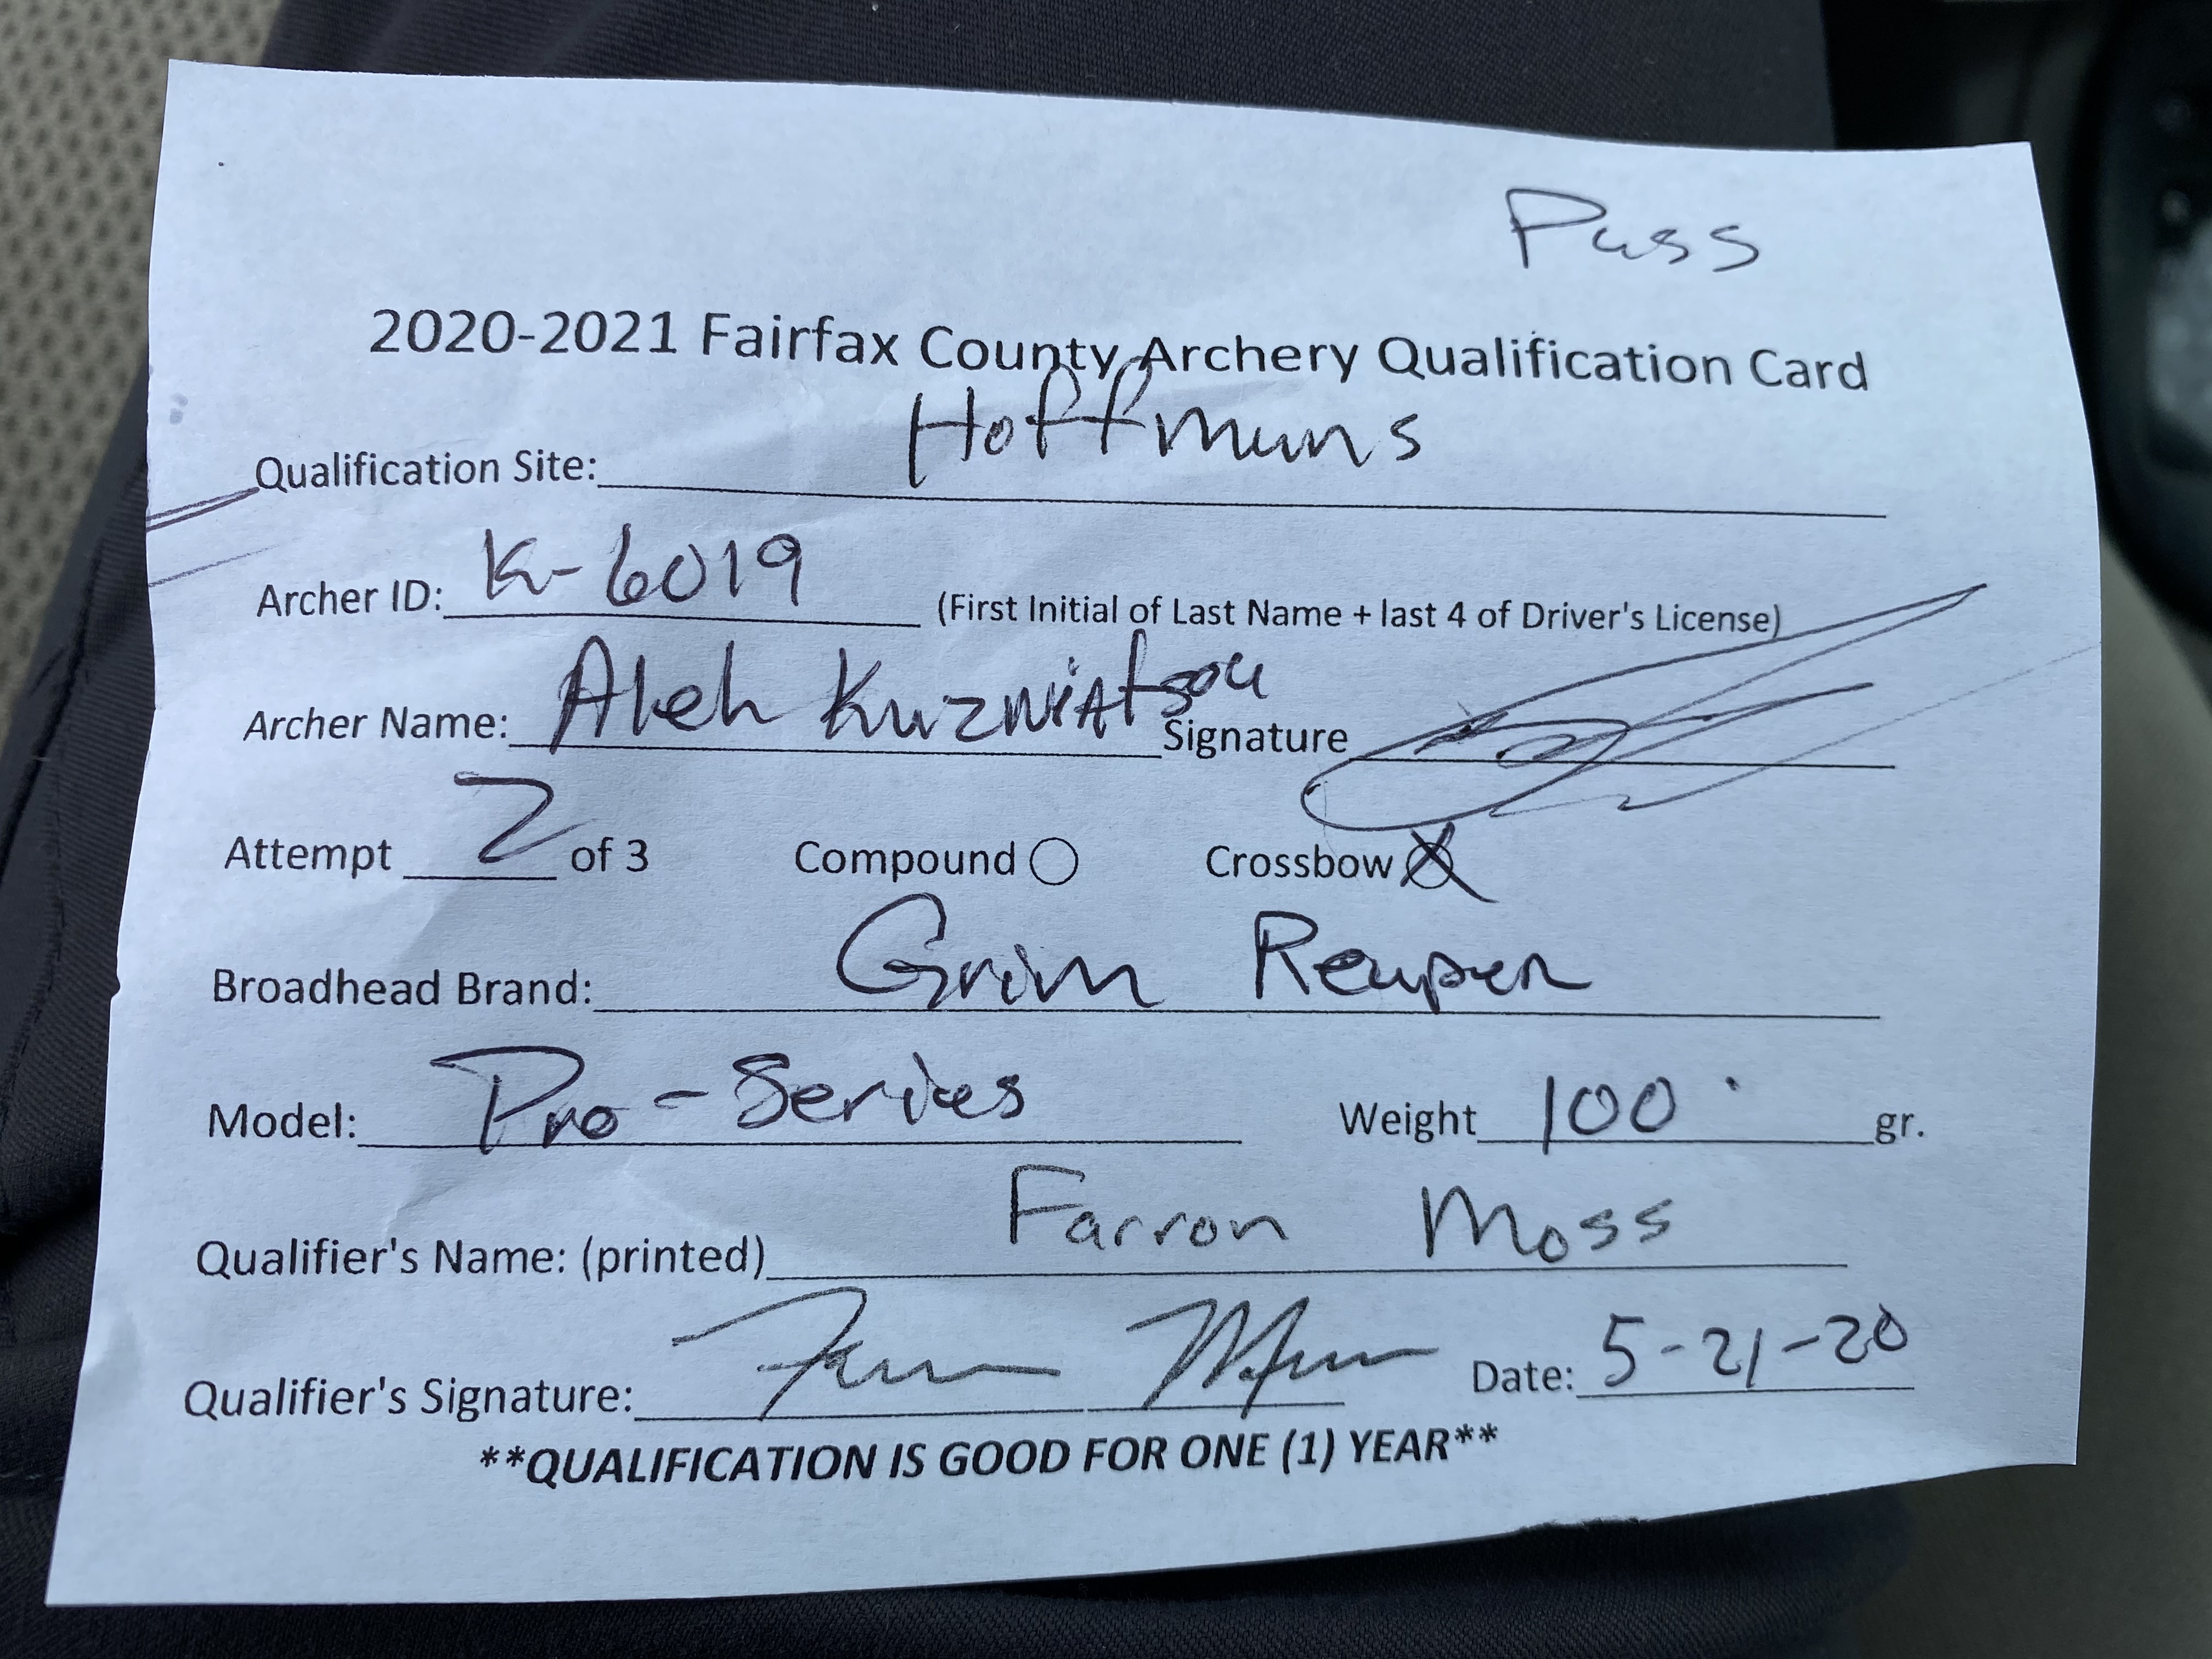 Pass
2020-2021 Fairfax County Archery Qualification Card
Qualification Site: Hoffmans
Archer ID: K-6019 (First Initial of Last Name + last 4 of Driver's License)
Archer Name: Aleh Kuzmiatsou Signature
Attempt 2 of 3 Compound Crossbow X
Broadhead Brand: Grim Reaper
Model: Pro-Series Weight 100 gr.
Qualifier's Name: (printed) Farron Moss
Qualifier's Signature: Date: 5-21-20
**QUALIFICATION IS GOOD FOR ONE (1) YEAR**